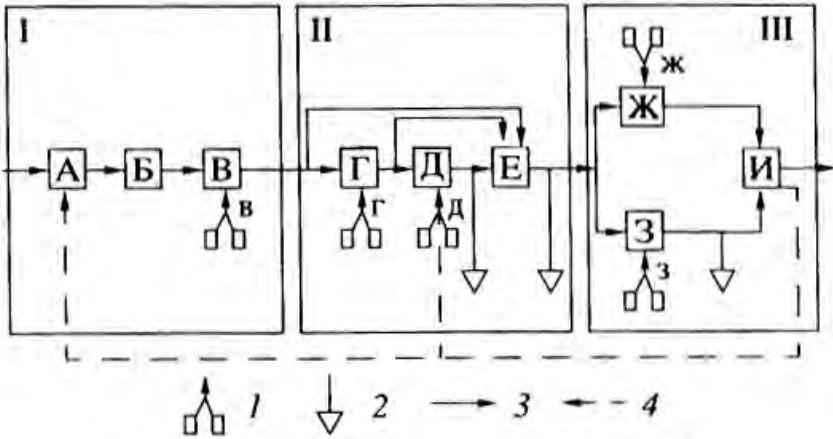 I II III
ж
Ж
А Б В Г Д Е И
в г д
З
з
1 2 3 4